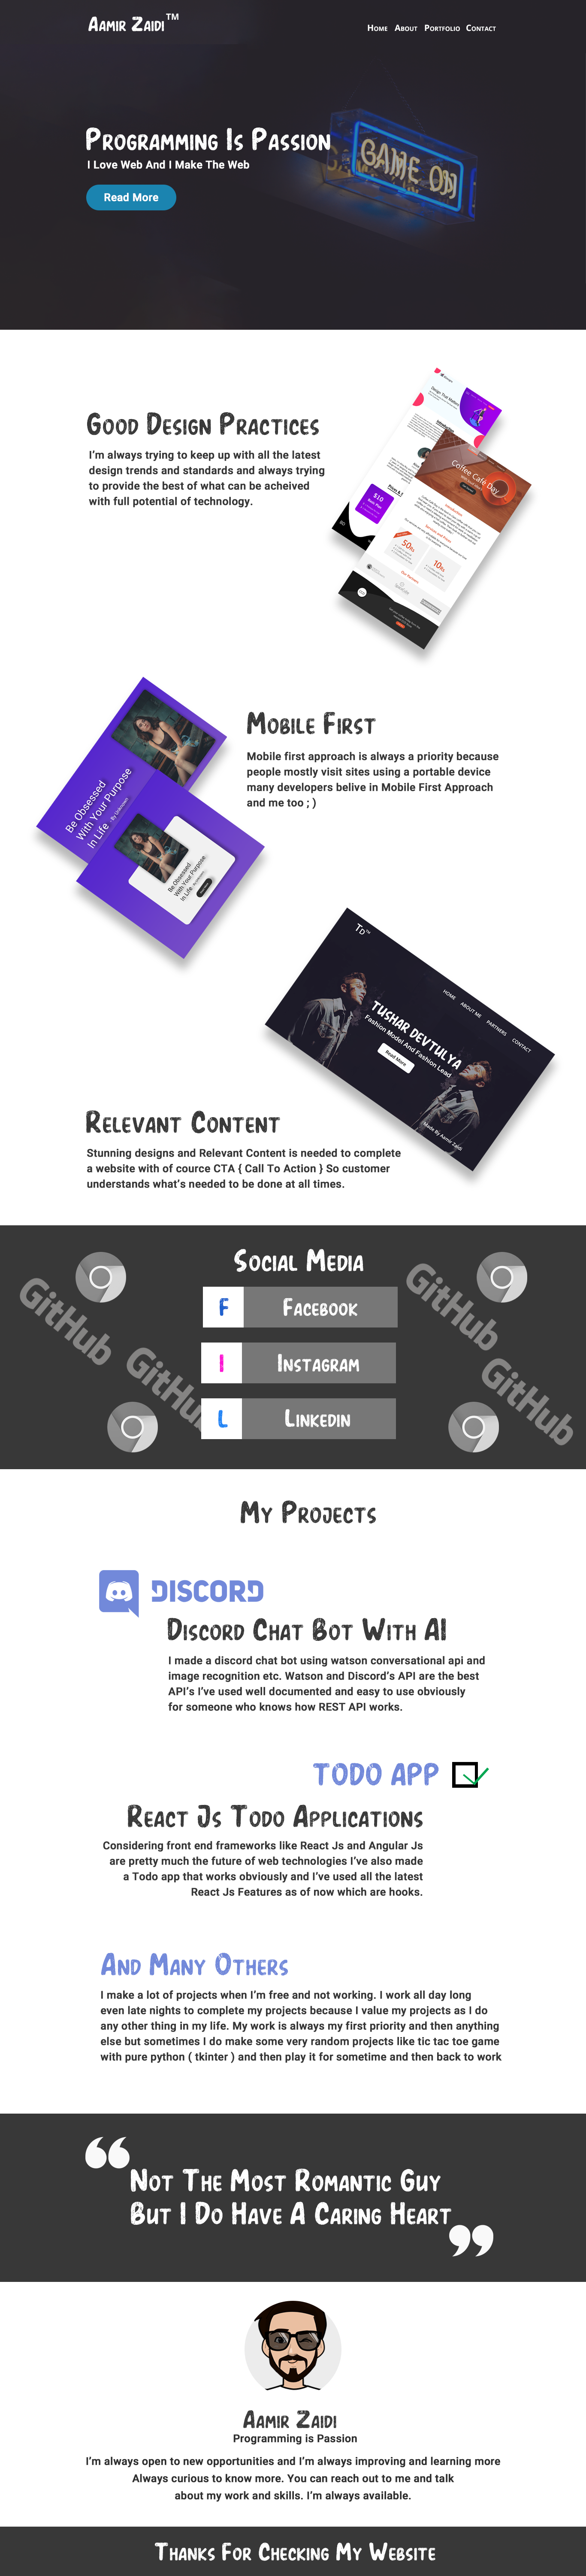 Aamir Zaidi™
Home About Portfolio Contact
Programming Is Passion
I Love Web And I Make The Web
Read More
GAME ON
Good Design Practices
I'm always trying to keep up with all the latest
design trends and standards and always trying
to provide the best of what can be acheived
with full potential of technology.
Coffee Cafe Day
$10
50%
10%
Mobile First
Mobile first approach is always a priority because
people mostly visit sites using a portable device
many developers belive in Mobile First Approach
and me too ; )
Be Obsessed
With Your Purpose
In Life
By Unknown
Be Obsessed
With Your Purpose
In Life
TD™
HOME ABOUT ME PARTNERS CONTACT
TUSHAR DEVTULYA
Fashion Model And Fashion Lead
Read More
Made By Aamir Zaidi
Relevant Content
Stunning designs and Relevant Content is needed to complete
a website with of cource CTA { Call To Action } So customer
understands what's needed to be done at all times.
Social Media
F Facebook
I Instagram
L Linkedin
GitHub
GitHub
GitHub
GitHub
My Projects
DISCORD
Discord Chat Bot With AI
I made a discord chat bot using watson conversational api and
image recognition etc. Watson and Discord's API are the best
API's I've used well documented and easy to use obviously
for someone who knows how REST API works.
TODO APP
React Js Todo Applications
Considering front end frameworks like React Js and Angular Js
are pretty much the future of web technologies I've also made
a Todo app that works obviously and I've used all the latest
React Js Features as of now which are hooks.
And Many Others
I make a lot of projects when I'm free and not working. I work all day long
even late nights to complete my projects because I value my projects as I do
any other thing in my life. My work is always my first priority and then anything
else but sometimes I do make some very random projects like tic tac toe game
with pure python ( tkinter ) and then play it for sometime and then back to work
“Not The Most Romantic Guy
But I Do Have A Caring Heart”
Aamir Zaidi
Programming is Passion
I'm always open to new opportunities and I'm always improving and learning more
Always curious to know more. You can reach out to me and talk
about my work and skills. I'm always available.
Thanks For Checking My Website